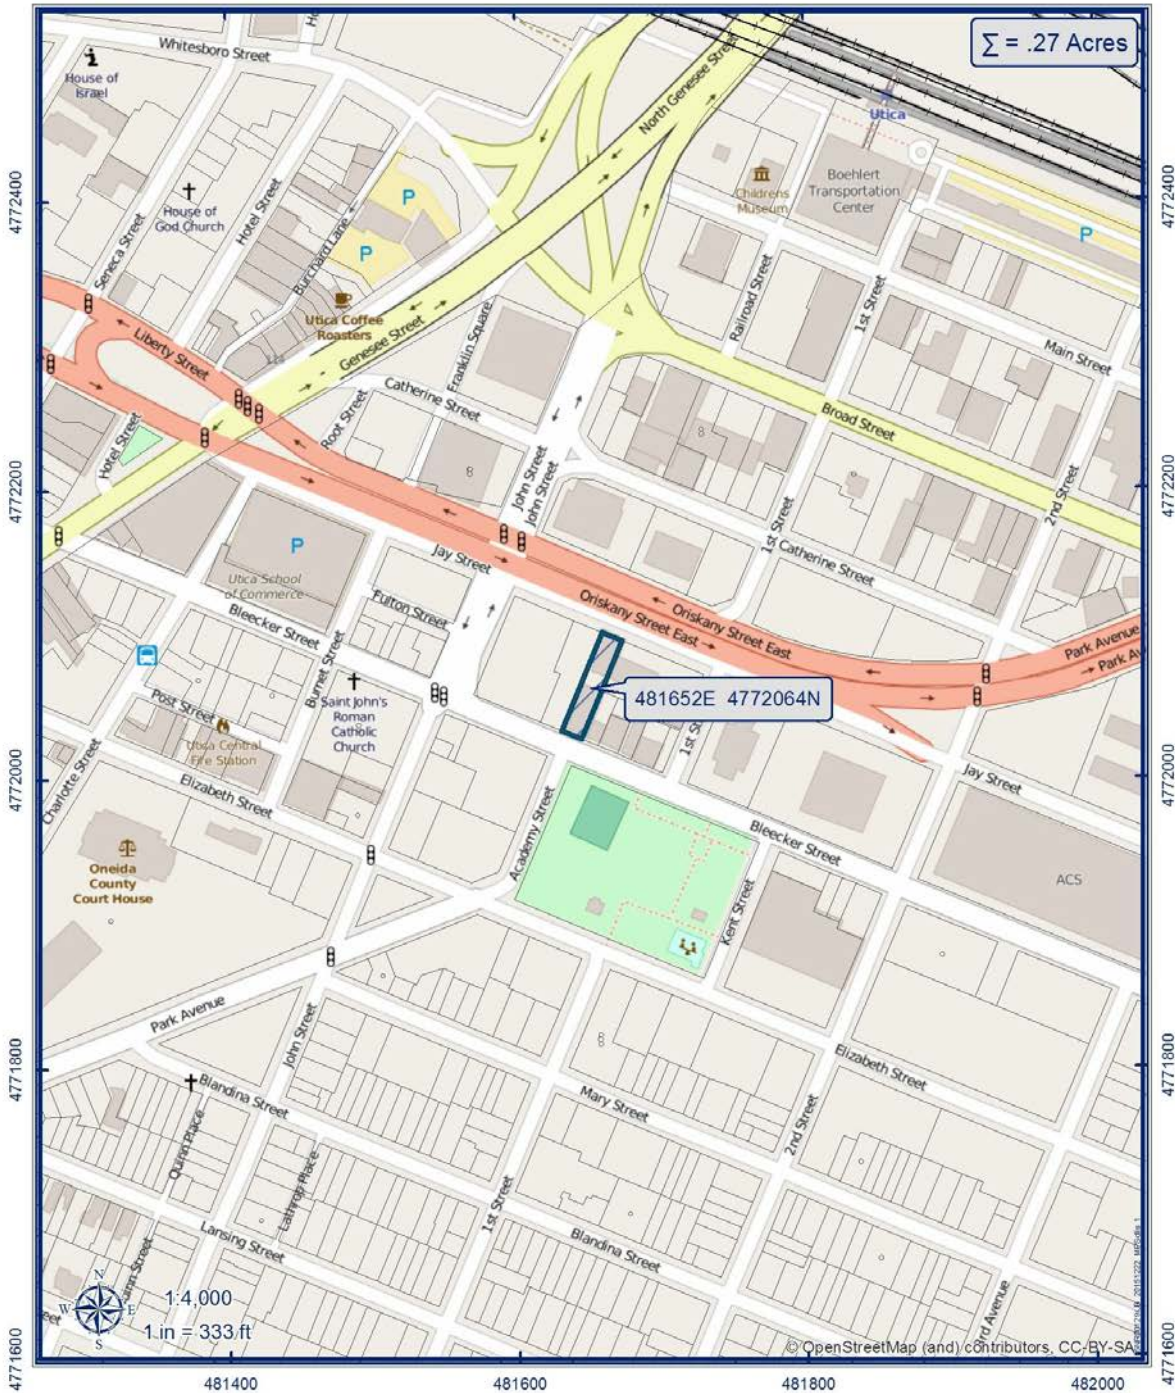 Σ = .27 Acres
Whitesboro Street
House of
Israel
North Genesee Street
Utica
Childrens
Museum
Boehlert
Transportation
Center
4772400
4772400
House of
God Church
Hotel Street
Seneca Street
Burchard Lane
P
P
P
Utica Coffee
Roasters
Liberty Street
Genesee Street
Franklin Square
Railroad Street
1st Street
Main Street
Catherine Street
Root Street
Broad Street
8
8
Hotel Street
John Street
John Street
2nd Street
4772200
4772200
P
Utica School
of Commerce
Jay Street
1st Street
Catherine Street
Bleecker Street
Fulton Street
Oriskany Street East
Oriskany Street East
Park Avenue
Burnet Street
Post Street
Utica Central
Fire Station
Saint John's
Roman
Catholic
Church
481652E 4772064N
Charlotte Street
Elizabeth Street
4772000
4772000
Jay Street
Academy Street
Bleecker Street
Oneida
County
Court House
ACS
Kent Street
Park Avenue
John Street
4771800
4771800
Elizabeth Street
Mary Street
Blandina Street
2nd Street
Quinn Place
Lathrop Place
1st Street
Lansing Street
Blandina Street
3rd Avenue
N
W
E
S
1:4,000
1 in = 333 ft
© OpenStreetMap (and) contributors, CC-BY-SA
4771600
4771600
481400
481600
481800
482000